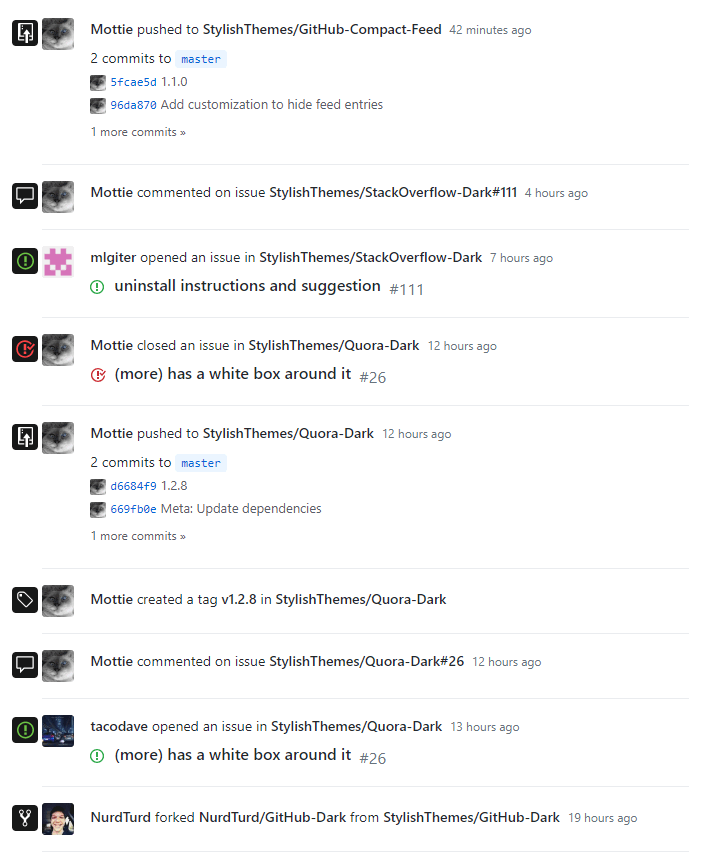 Mottie pushed to StylishThemes/GitHub-Compact-Feed 42 minutes ago
2 commits to master
5fcae5d 1.1.0
96da870 Add customization to hide feed entries
1 more commits »
Mottie commented on issue StylishThemes/StackOverflow-Dark#111 4 hours ago
mlgiter opened an issue in StylishThemes/StackOverflow-Dark 7 hours ago
uninstall instructions and suggestion #111
Mottie closed an issue in StylishThemes/Quora-Dark 12 hours ago
(more) has a white box around it #26
Mottie pushed to StylishThemes/Quora-Dark 12 hours ago
2 commits to master
d6684f9 1.2.8
669fb0e Meta: Update dependencies
1 more commits »
Mottie created a tag v1.2.8 in StylishThemes/Quora-Dark
Mottie commented on issue StylishThemes/Quora-Dark#26 12 hours ago
tacodave opened an issue in StylishThemes/Quora-Dark 13 hours ago
(more) has a white box around it #26
NurdTurd forked NurdTurd/GitHub-Dark from StylishThemes/GitHub-Dark 19 hours ago